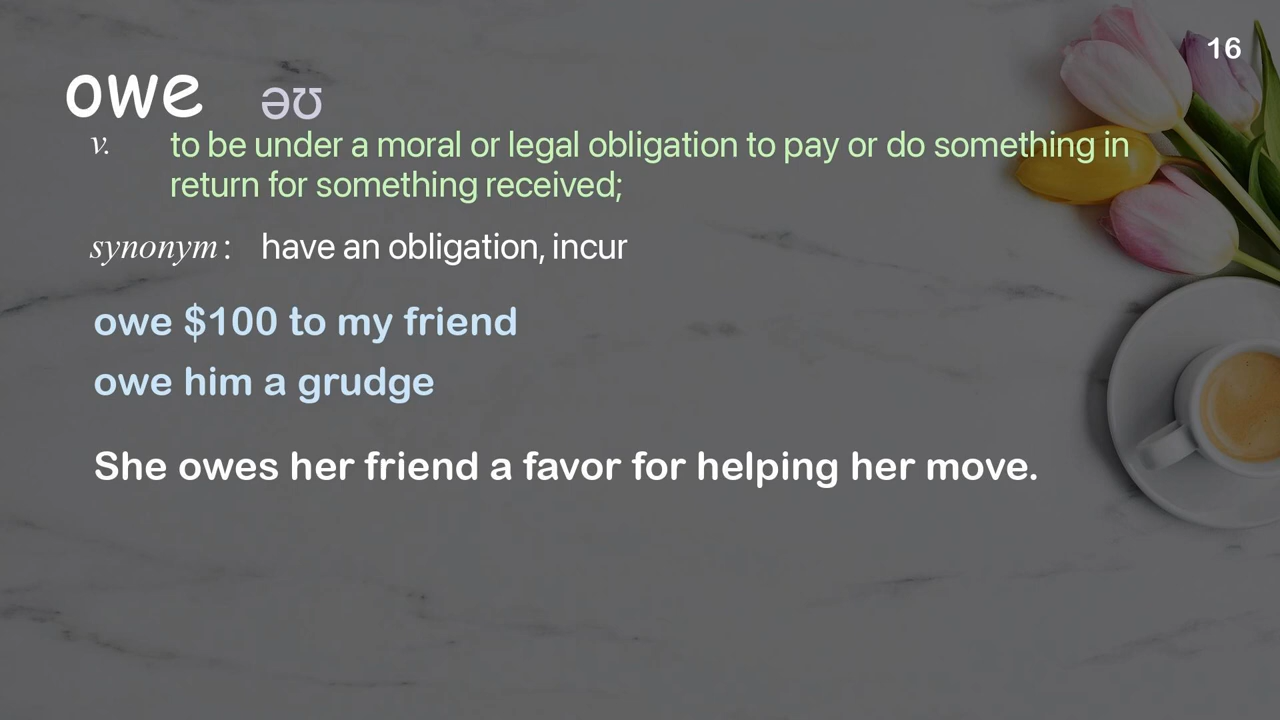 16
owe əʊ
v. to be under a moral or legal obligation to pay or do something in
return for something received;
synonym : have an obligation, incur
owe $100 to my friend
owe him a grudge
She owes her friend a favor for helping her move.